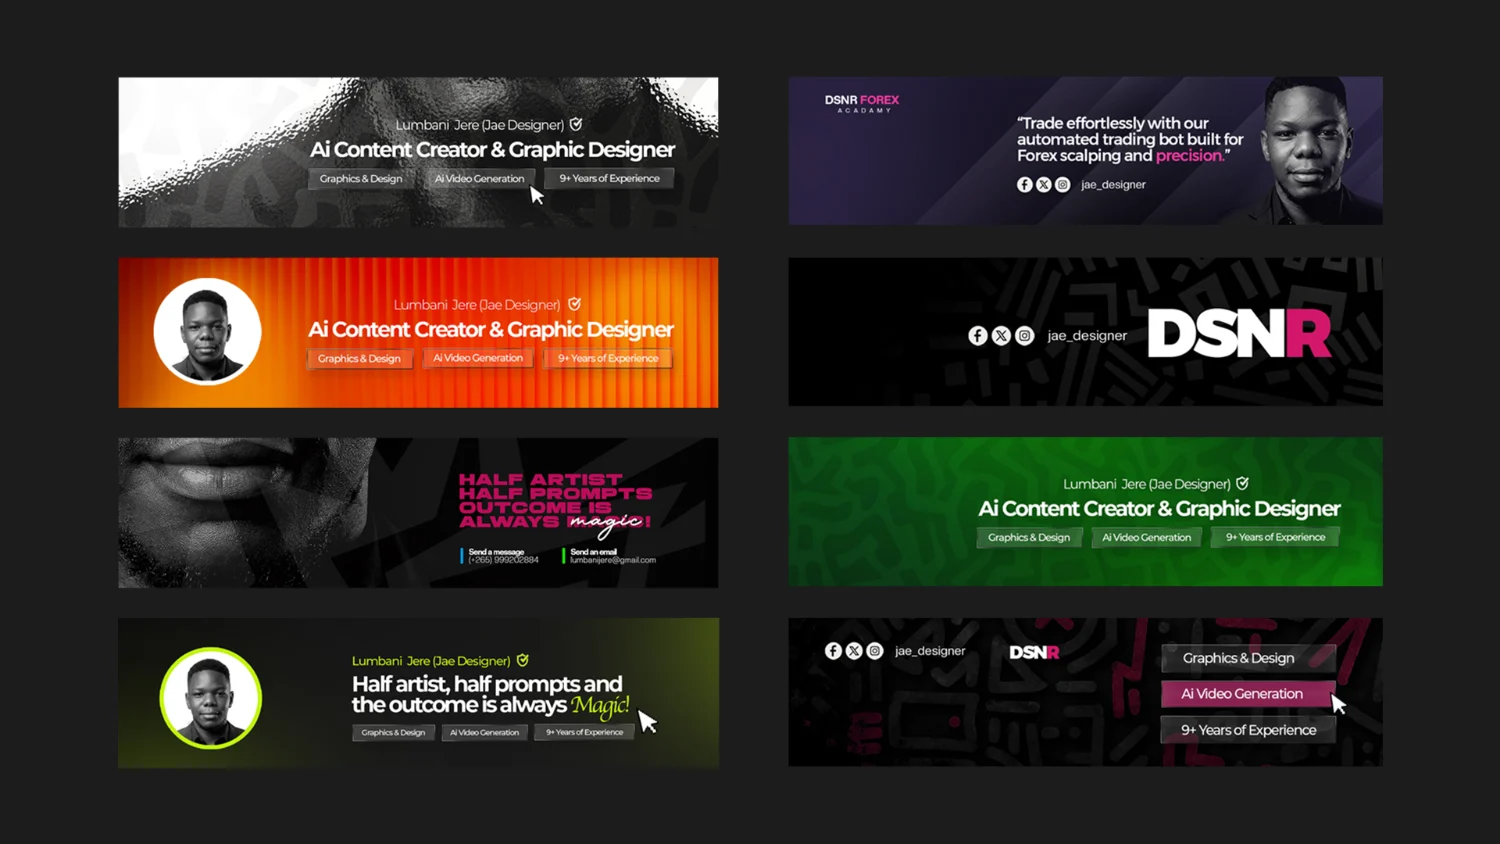 Lumbani Jere (Jae Designer)
Ai Content Creator & Graphic Designer
Graphics & Design
Ai Video Generation
9+ Years of Experience
Lumbani Jere (Jae Designer)
Ai Content Creator & Graphic Designer
Graphics & Design
Ai Video Generation
9+ Years of Experience
HALF ARTIST
HALF PROMPTS
OUTCOME IS
ALWAYS MAGIC!
magic
Send a message
(+265) 999202884
Send an email
lumbanijere@gmail.com
Lumbani Jere (Jae Designer)
Half artist, half prompts and
the outcome is always Magic!
Graphics & Design
Ai Video Generation
9+ Years of Experience
DSNR FOREX
ACADAMY
“Trade effortlessly with our
automated trading bot built for
Forex scalping and precision.”
jae_designer
jae_designer
DSNR
Lumbani Jere (Jae Designer)
Ai Content Creator & Graphic Designer
Graphics & Design
Ai Video Generation
9+ Years of Experience
jae_designer
DSNR
Graphics & Design
Ai Video Generation
9+ Years of Experience